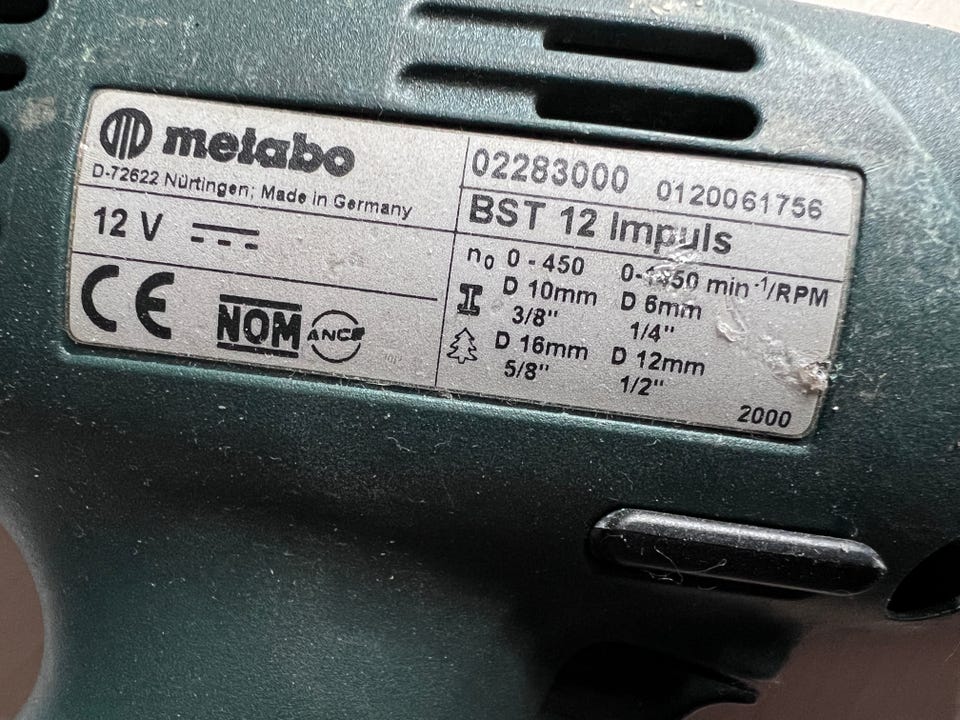 metabo
D-72622 Nürtingen; Made in Germany
12 V
CE
NOM ANCE
02283000 0120061756
BST 12 Impuls
n0 0 - 450 min -1/RPM
D 10mm D 6mm
3/8" 1/4"
D 16mm D 12mm
5/8" 1/2"
2000